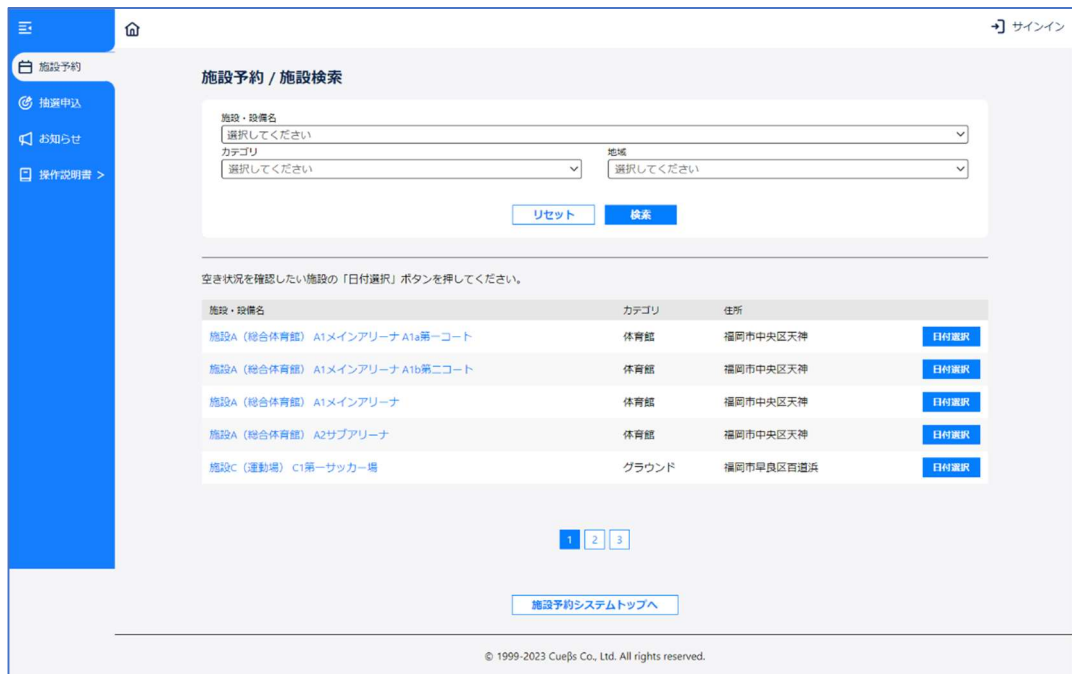 サインイン
施設予約
抽選申込
お知らせ
操作説明書 >
施設予約 / 施設検索
施設・設備名
選択してください
カテゴリ 地域
選択してください 選択してください
リセット 検索
空き状況を確認したい施設の「日付選択」ボタンを押してください。
施設・設備名 カテゴリ 住所
施設A（総合体育館） A1メインアリーナ A1a第一コート 体育館 福岡市中央区天神 日付選択
施設A（総合体育館） A1メインアリーナ A1b第二コート 体育館 福岡市中央区天神 日付選択
施設A（総合体育館） A1メインアリーナ 体育館 福岡市中央区天神 日付選択
施設A（総合体育館） A2サブアリーナ 体育館 福岡市中央区天神 日付選択
施設C（運動場） C1第一サッカー場 グラウンド 福岡市早良区百道浜 日付選択
1 2 3
施設予約システムトップへ
© 1999-2023 Cueβs Co., Ltd. All rights reserved.